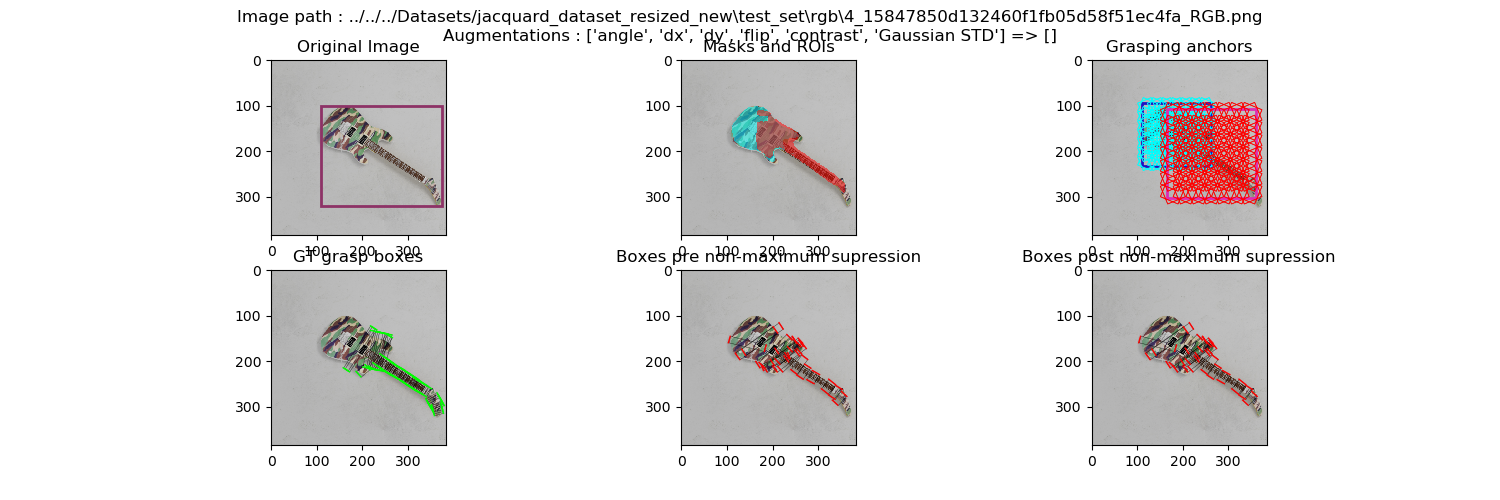 Image path : ../../../Datasets/jacquard_dataset_resized_new\test_set\rgb\4_15847850d132460f1fb05d58f51ec4fa_RGB.png
Augmentations : ['angle', 'dx', 'dy', 'flip', 'contrast', 'Gaussian STD'] => []
Original Image
Masks and ROIs
Grasping anchors
0 0 0
100 100 100
200 200 200
300 300 300
0 100 200 300 0 100 200 300 0 100 200 300
GT grasp boxes
Boxes pre non-maximum supression
Boxes post non-maximum supression
0 0 0
100 100 100
200 200 200
300 300 300
0 100 200 300 0 100 200 300 0 100 200 300